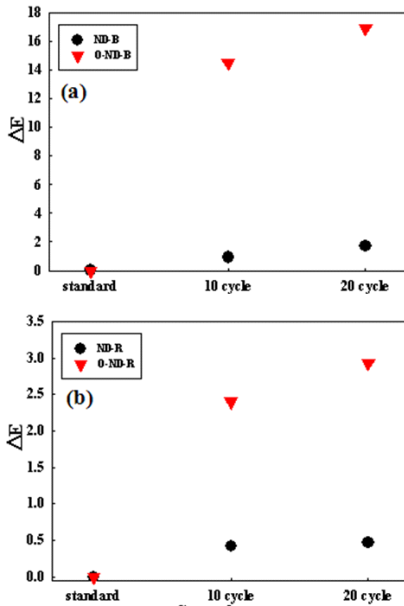 18
16
14
12
10
8
6
4
2
0
ΔE
ND-B
O-ND-B
(a)
standard
10 cycle
20 cycle
3.5
3.0
2.5
2.0
1.5
1.0
0.5
0.0
ΔE
ND-R
O-ND-R
(b)
standard
10 cycle
20 cycle